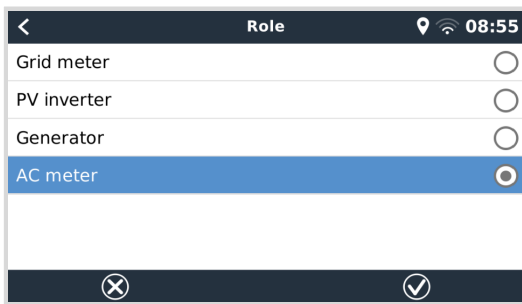 Role
08:55
Grid meter
PV inverter
Generator
AC meter